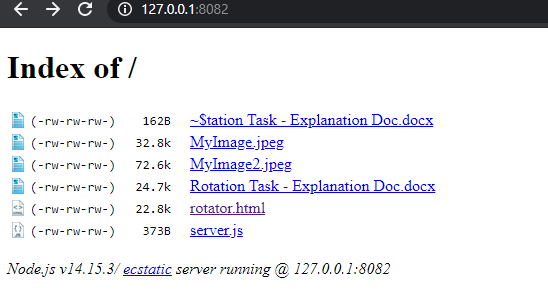 127.0.0.1:8082
Index of /
(-rw-rw-rw-) 162B ~$tation Task - Explanation Doc.docx
(-rw-rw-rw-) 32.8k MyImage.jpeg
(-rw-rw-rw-) 72.6k MyImage2.jpeg
(-rw-rw-rw-) 24.7k Rotation Task - Explanation Doc.docx
(-rw-rw-rw-) 22.8k rotator.html
(-rw-rw-rw-) 373B server.js
Node.js v14.15.3/ ecstatic server running @ 127.0.0.1:8082